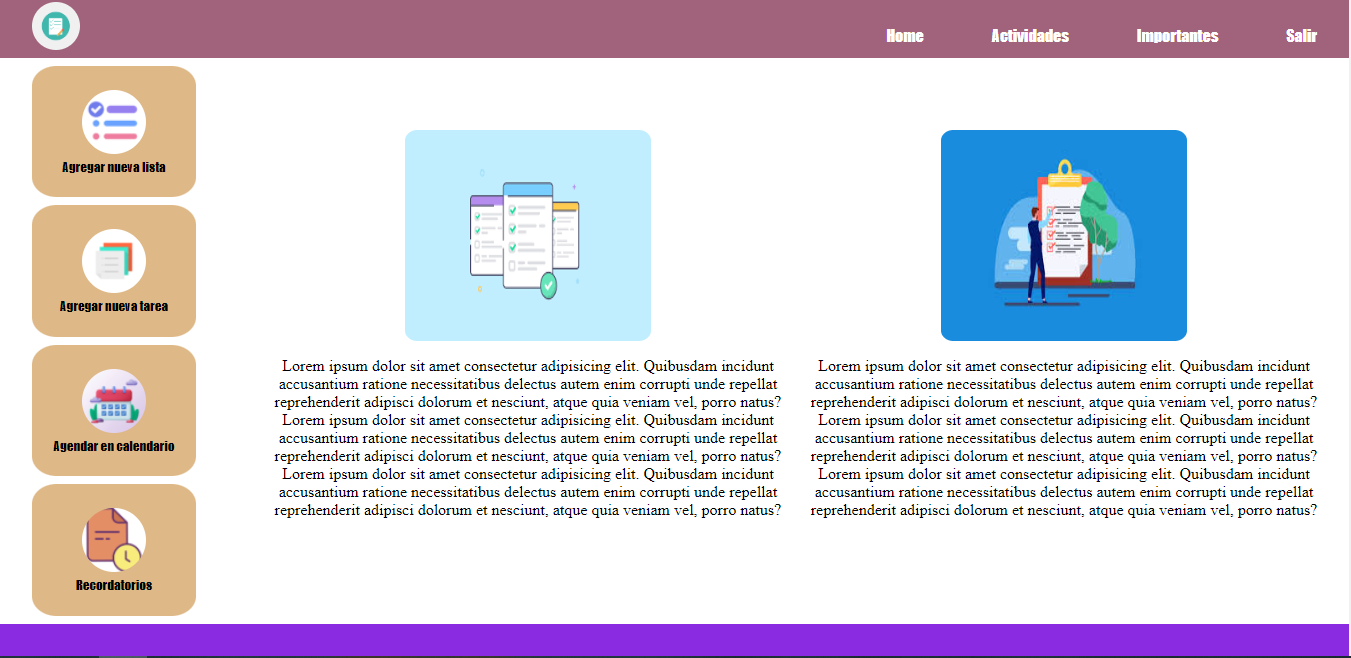 Home
Actividades
Importantes
Salir
Agregar nueva lista
Agregar nueva tarea
Agendar en calendario
Recordatorios
Lorem ipsum dolor sit amet consectetur adipisicing elit. Quibusdam incidunt
accusantium ratione necessitatibus delectus autem enim corrupti unde repellat
reprehenderit adipisci dolorum et nesciunt, atque quia veniam vel, porro natus?
Lorem ipsum dolor sit amet consectetur adipisicing elit. Quibusdam incidunt
accusantium ratione necessitatibus delectus autem enim corrupti unde repellat
reprehenderit adipisci dolorum et nesciunt, atque quia veniam vel, porro natus?
Lorem ipsum dolor sit amet consectetur adipisicing elit. Quibusdam incidunt
accusantium ratione necessitatibus delectus autem enim corrupti unde repellat
reprehenderit adipisci dolorum et nesciunt, atque quia veniam vel, porro natus?
Lorem ipsum dolor sit amet consectetur adipisicing elit. Quibusdam incidunt
accusantium ratione necessitatibus delectus autem enim corrupti unde repellat
reprehenderit adipisci dolorum et nesciunt, atque quia veniam vel, porro natus?
Lorem ipsum dolor sit amet consectetur adipisicing elit. Quibusdam incidunt
accusantium ratione necessitatibus delectus autem enim corrupti unde repellat
reprehenderit adipisci dolorum et nesciunt, atque quia veniam vel, porro natus?
Lorem ipsum dolor sit amet consectetur adipisicing elit. Quibusdam incidunt
accusantium ratione necessitatibus delectus autem enim corrupti unde repellat
reprehenderit adipisci dolorum et nesciunt, atque quia veniam vel, porro natus?